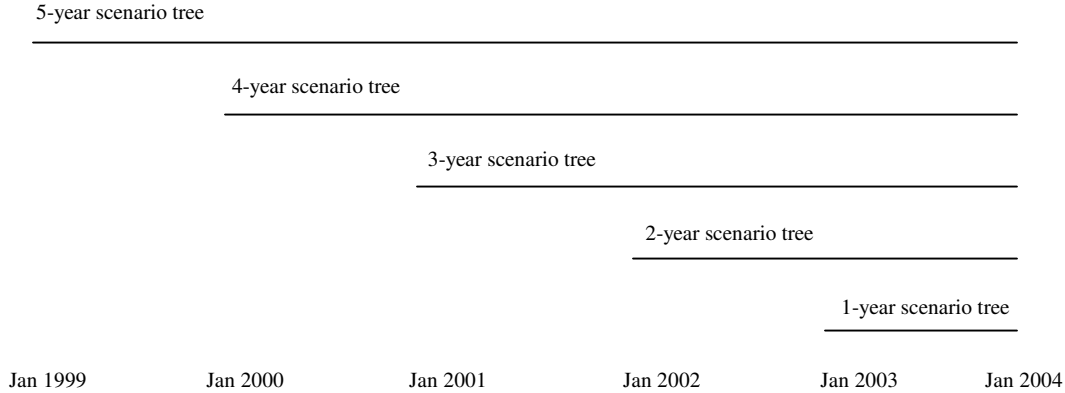 5-year scenario tree
4-year scenario tree
3-year scenario tree
2-year scenario tree
1-year scenario tree
Jan 1999 Jan 2000 Jan 2001 Jan 2002 Jan 2003 Jan 2004